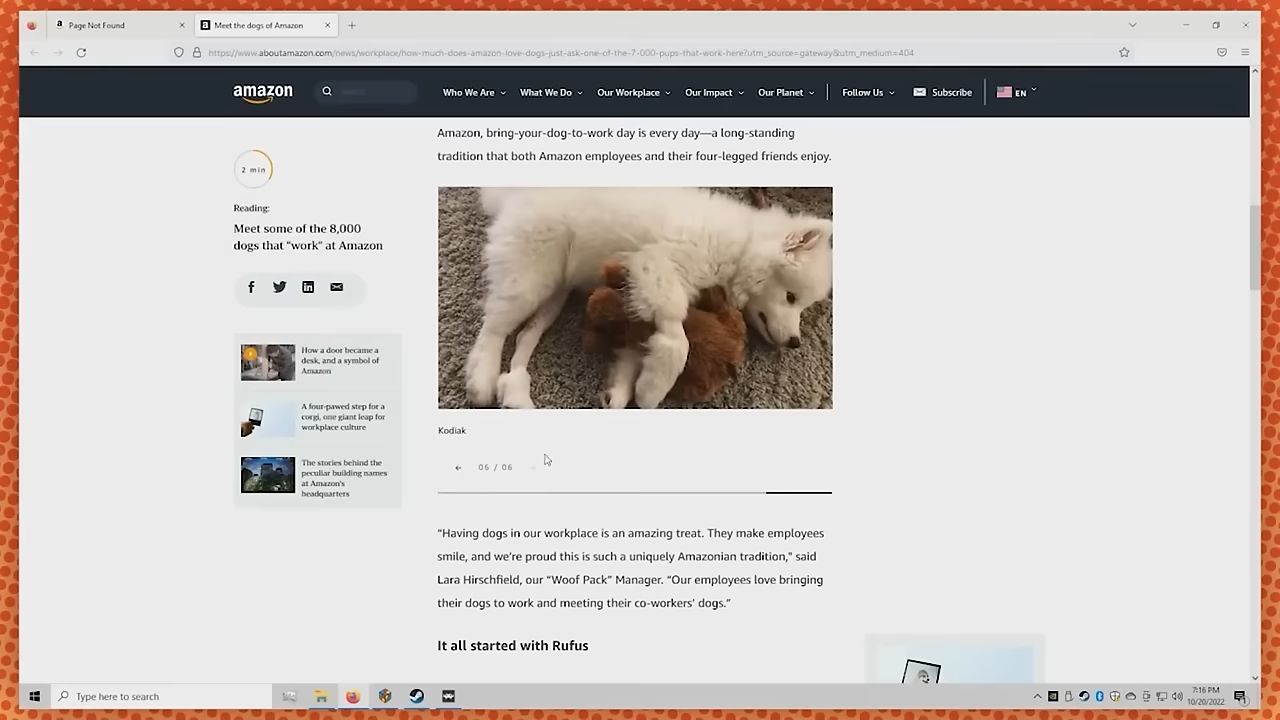 Page Not Found
Meet the dogs of Amazon
https://www.aboutamazon.com/news/workplace/how-much-does-amazon-love-dogs-just-ask-one-of-the-7-000-pups-that-work-here?utm_source=gateway&utm_medium=404
amazon
Who We Are
What We Do
Our Workplace
Our Impact
Our Planet
Follow Us
Subscribe
EN
Amazon, bring-your-dog-to-work day is every day—a long-standing
tradition that both Amazon employees and their four-legged friends enjoy.
2 min
Reading:
Meet some of the 8,000
dogs that “work” at Amazon
How a door became a
desk, and a symbol of
Amazon
A four-pawed step for a
corgi, one giant leap for
workplace culture
The stories behind the
peculiar building names
at Amazon's
headquarters
Kodiak
06 / 06
“Having dogs in our workplace is an amazing treat. They make employees
smile, and we’re proud this is such a uniquely Amazonian tradition," said
Lara Hirschfield, our “Woof Pack” Manager. “Our employees love bringing
their dogs to work and meeting their co-workers’ dogs.”
It all started with Rufus
Type here to search
7:16 PM
10/20/2022